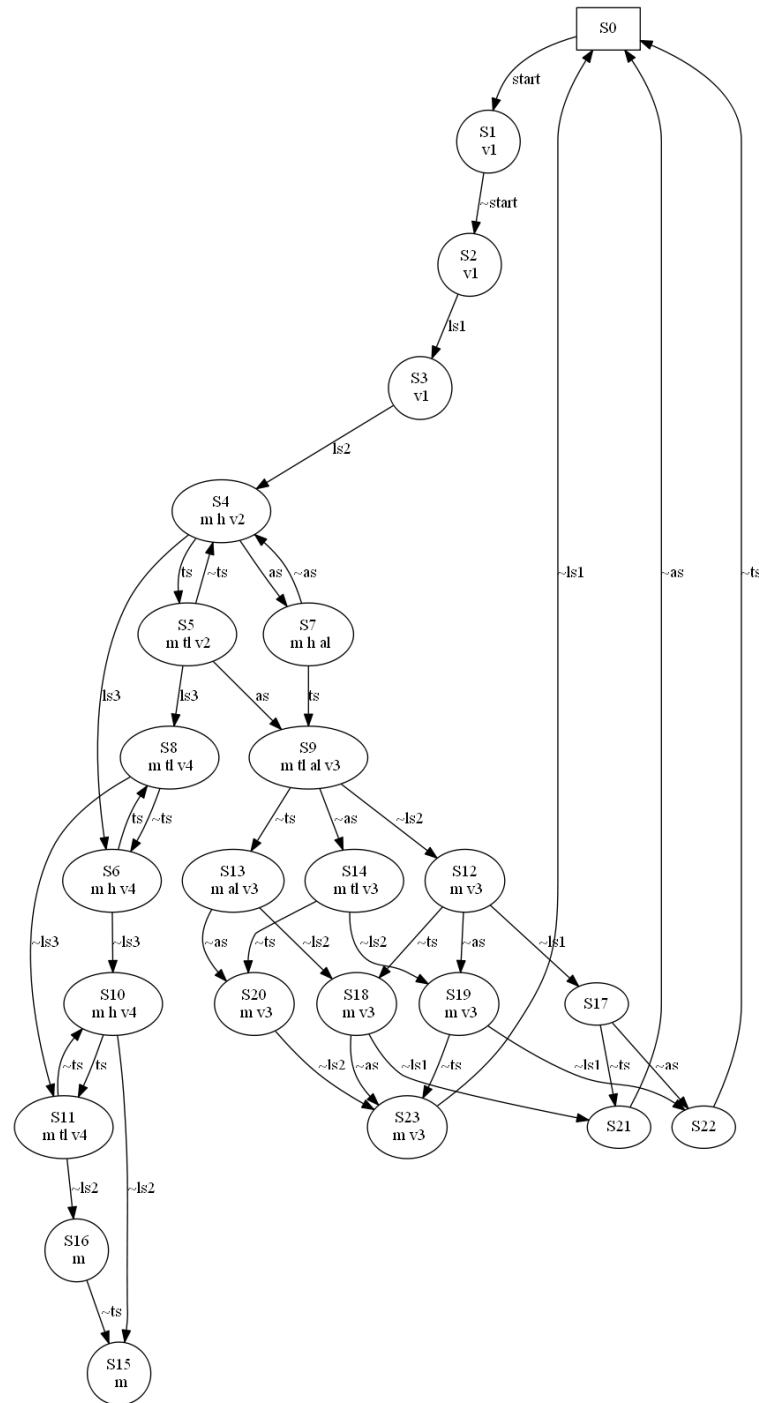 S0
start
S1
v1
~start
S2
v1
ls1
S3
v1
ls2
S4
m h v2
ts
~ts
as
~as
S5
m tl v2
S7
m h al
ls3
ls3
as
ts
S8
m tl v4
S9
m tl al v3
ts
~ts
~ts
~as
~ls2
S6
m h v4
S13
m al v3
S14
m tl v3
S12
m v3
~ls3
~ls3
~as
~ls2
~ts
~ls2
~ts
~as
~ls1
S10
m h v4
S20
m v3
S18
m v3
S19
m v3
S17
~ts
ts
~ls2
~as
~ls1
~ts
~ls1
~ts
~as
S11
m tl v4
S23
m v3
S21
S22
~ls1
~as
~ts
~ls2
~ls2
S16
m
~ts
S15
m